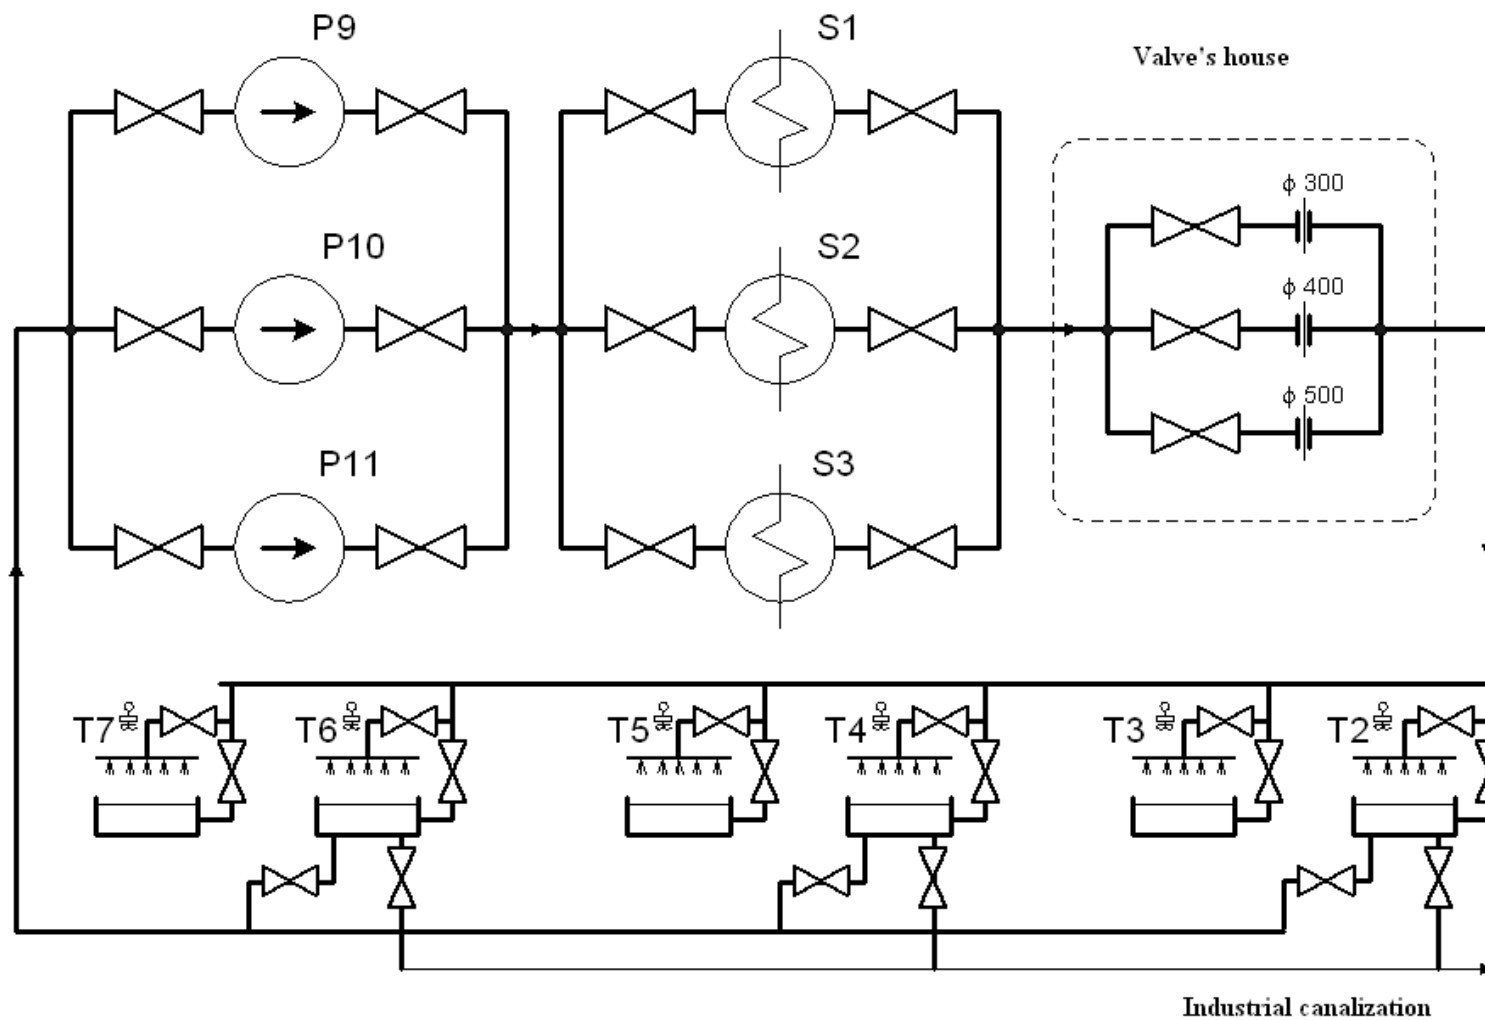 P9
S1
Valve's house
ϕ 300
P10
S2
ϕ 400
ϕ 500
P11
S3
T7
T6
T5
T4
T3
T2
Industrial canalization